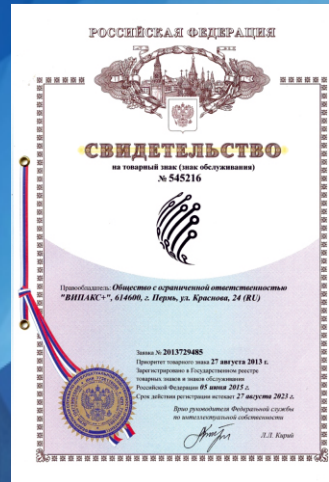 РОССИЙСКАЯ ФЕДЕРАЦИЯ
СВИДЕТЕЛЬСТВО
на товарный знак (знак обслуживания)
№ 545216
Правообладатель: Общество с ограниченной ответственностью
"ВИПАКС+", 614600, г. Пермь, ул. Краснова, 24 (RU)
Заявка № 2013729485
Приоритет товарного знака 27 августа 2013 г.
Зарегистрировано в Государственном реестре
товарных знаков и знаков обслуживания
Российской Федерации 05 июня 2015 г.
Срок действия регистрации истекает 27 августа 2023 г.
Врио руководителя Федеральной службы
по интеллектуальной собственности
Л.Л. Кирий